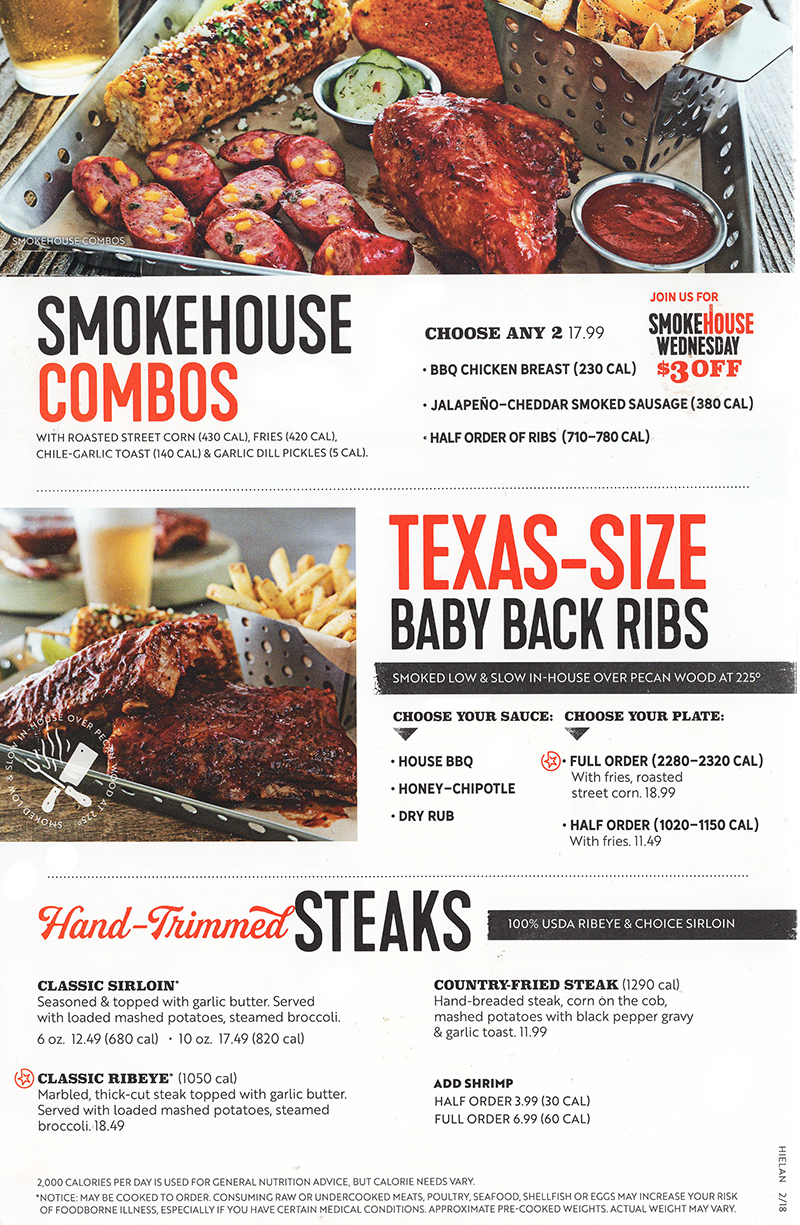 SMOKEHOUSE COMBOS
SMOKEHOUSE
COMBOS
WITH ROASTED STREET CORN (430 CAL), FRIES (420 CAL),
CHILE-GARLIC TOAST (140 CAL) & GARLIC DILL PICKLES (5 CAL).
CHOOSE ANY 2 17.99
• BBQ CHICKEN BREAST (230 CAL)
• JALAPEÑO-CHEDDAR SMOKED SAUSAGE (380 CAL)
• HALF ORDER OF RIBS (710-780 CAL)
JOIN US FOR
SMOKEHOUSE
WEDNESDAY
$3 OFF
TEXAS-SIZE
BABY BACK RIBS
SMOKED LOW & SLOW IN-HOUSE OVER PECAN WOOD AT 225º
SMOKED LOW & SLOW IN-HOUSE OVER PECAN WOOD AT 225º
CHOOSE YOUR SAUCE:
• HOUSE BBQ
• HONEY-CHIPOTLE
• DRY RUB
CHOOSE YOUR PLATE:
• FULL ORDER (2280-2320 CAL)
With fries, roasted
street corn. 18.99
• HALF ORDER (1020-1150 CAL)
With fries. 11.49
Hand-Trimmed STEAKS
100% USDA RIBEYE & CHOICE SIRLOIN
CLASSIC SIRLOIN*
Seasoned & topped with garlic butter. Served
with loaded mashed potatoes, steamed broccoli.
6 oz. 12.49 (680 cal) • 10 oz. 17.49 (820 cal)
CLASSIC RIBEYE* (1050 cal)
Marbled, thick-cut steak topped with garlic butter.
Served with loaded mashed potatoes, steamed
broccoli. 18.49
COUNTRY-FRIED STEAK (1290 cal)
Hand-breaded steak, corn on the cob,
mashed potatoes with black pepper gravy
& garlic toast. 11.99
ADD SHRIMP
HALF ORDER 3.99 (30 CAL)
FULL ORDER 6.99 (60 CAL)
2,000 CALORIES PER DAY IS USED FOR GENERAL NUTRITION ADVICE, BUT CALORIE NEEDS VARY.
*NOTICE: MAY BE COOKED TO ORDER. CONSUMING RAW OR UNDERCOOKED MEATS, POULTRY, SEAFOOD, SHELLFISH OR EGGS MAY INCREASE YOUR RISK
OF FOODBORNE ILLNESS, ESPECIALLY IF YOU HAVE CERTAIN MEDICAL CONDITIONS. APPROXIMATE PRE-COOKED WEIGHTS. ACTUAL WEIGHT MAY VARY.
HIELAN 2/18